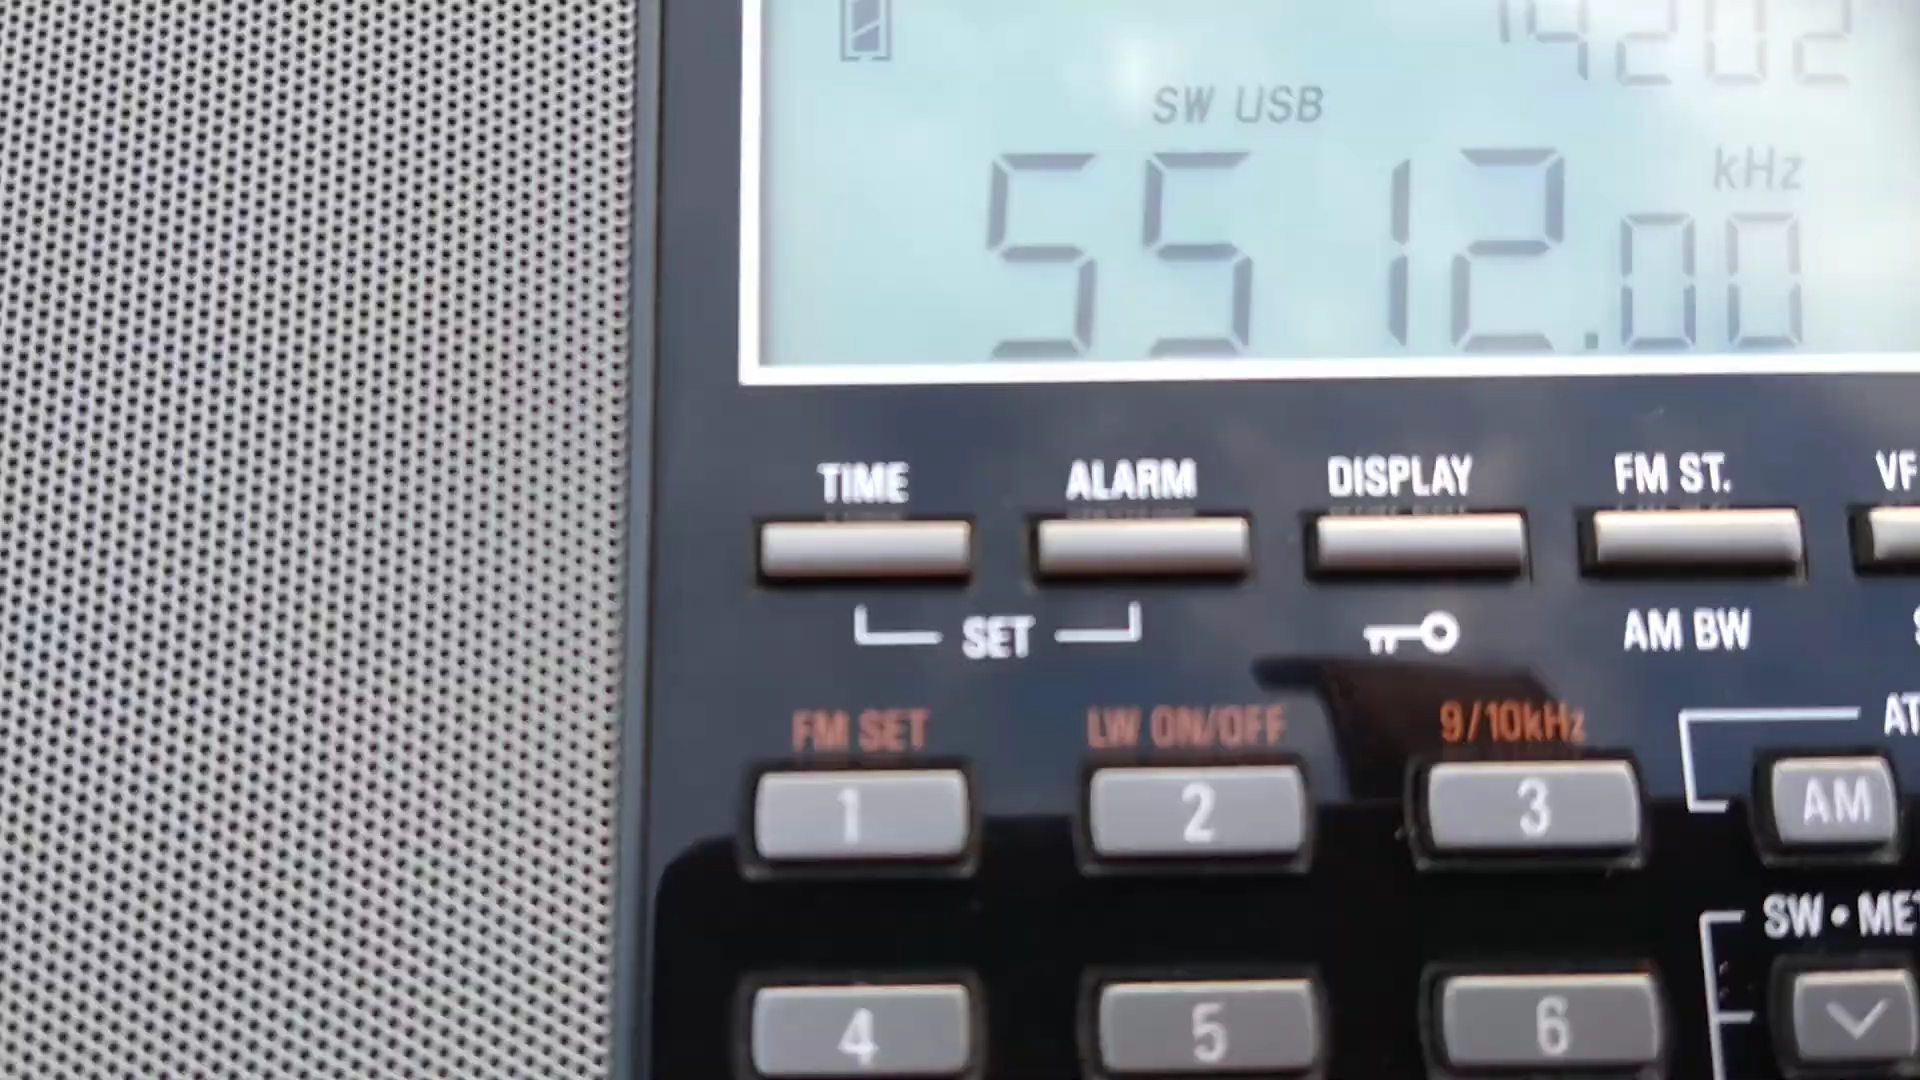 SW USB
kHz
5512.00
TIME ALARM DISPLAY FM ST.
SET AM BW
FM SET LW ON/OFF 9/10kHz
1 2 3 AM
SW •
4 5 6